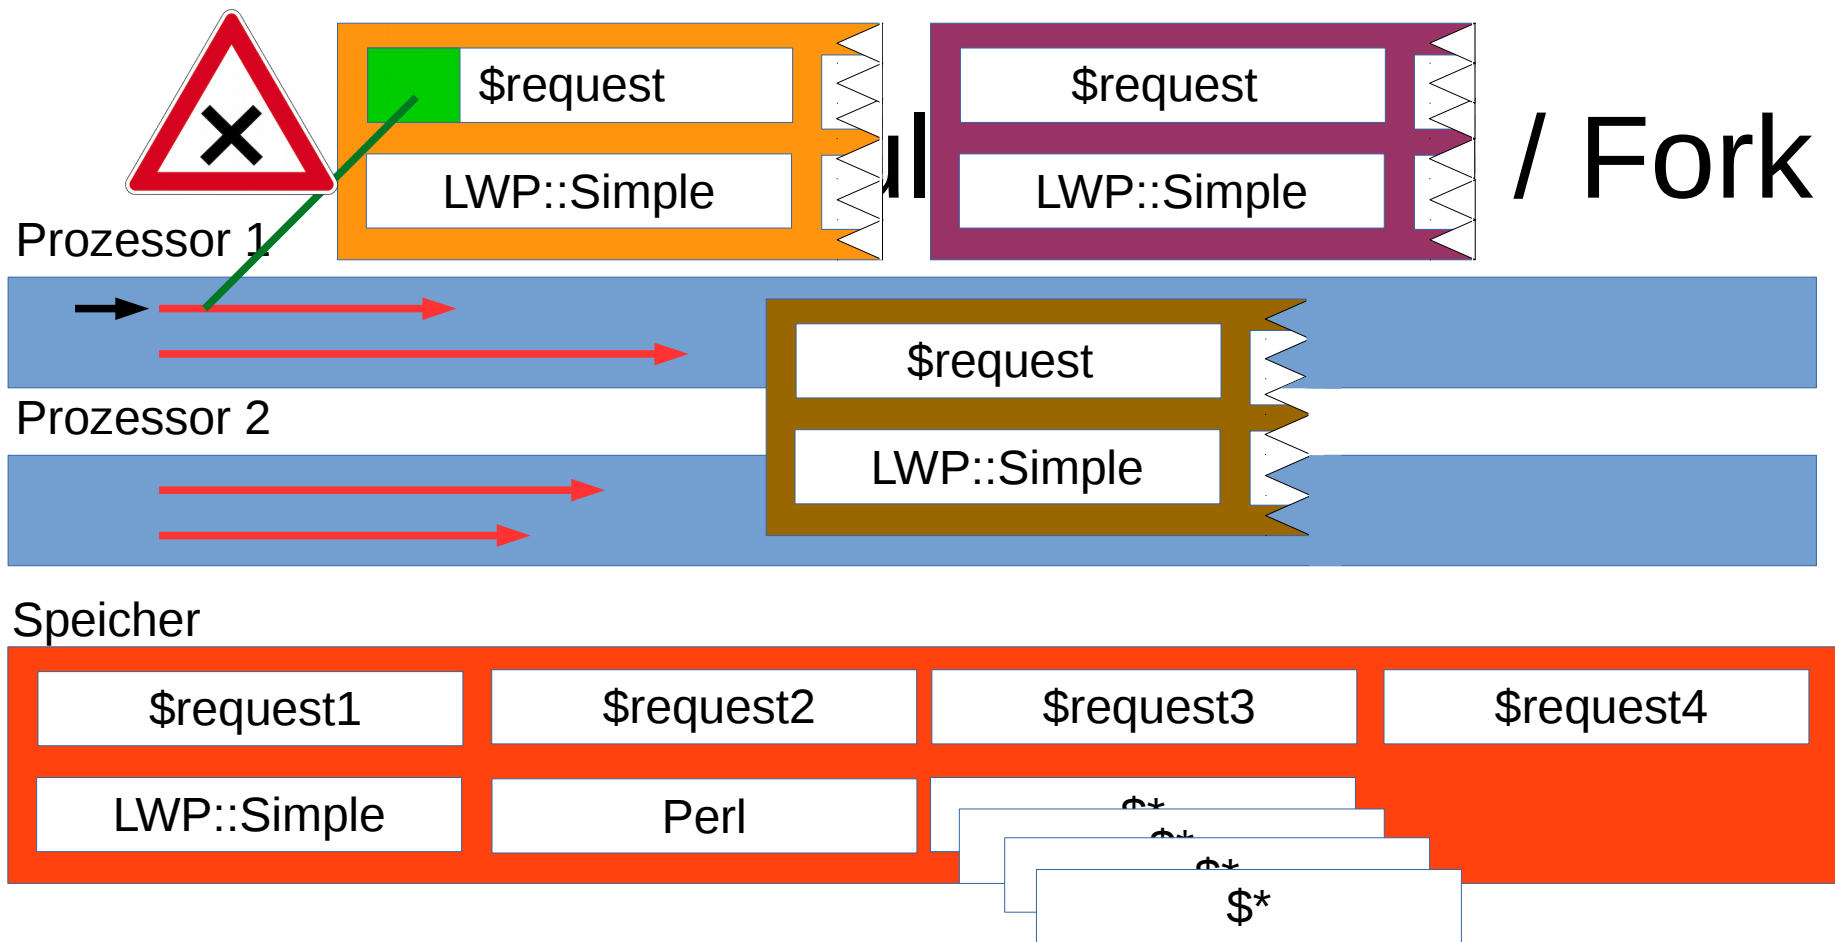 $request
$request
LWP::Simple
LWP::Simple
/ Fork
Prozessor 1
$request
Prozessor 2
LWP::Simple
Speicher
$request1
$request2
$request3
$request4
LWP::Simple
Perl
$*
$*
$*
$*